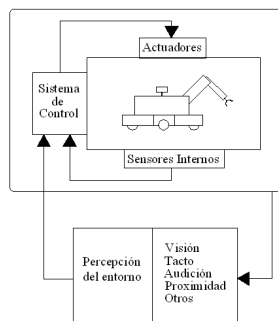 Actuadores
Sistema
de
Control
Sensores Internos
Percepción
del entorno
Visión
Tacto
Audición
Proximidad
Otros